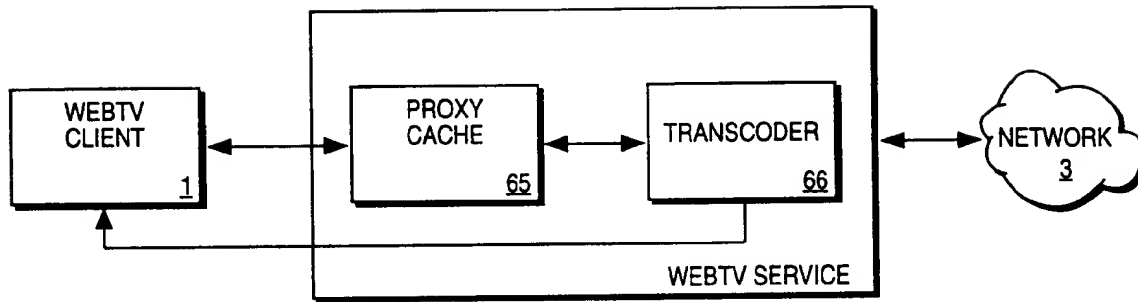 WEBTV
CLIENT
1
PROXY
CACHE
65
TRANSCODER
66
NETWORK
3
WEBTV SERVICE